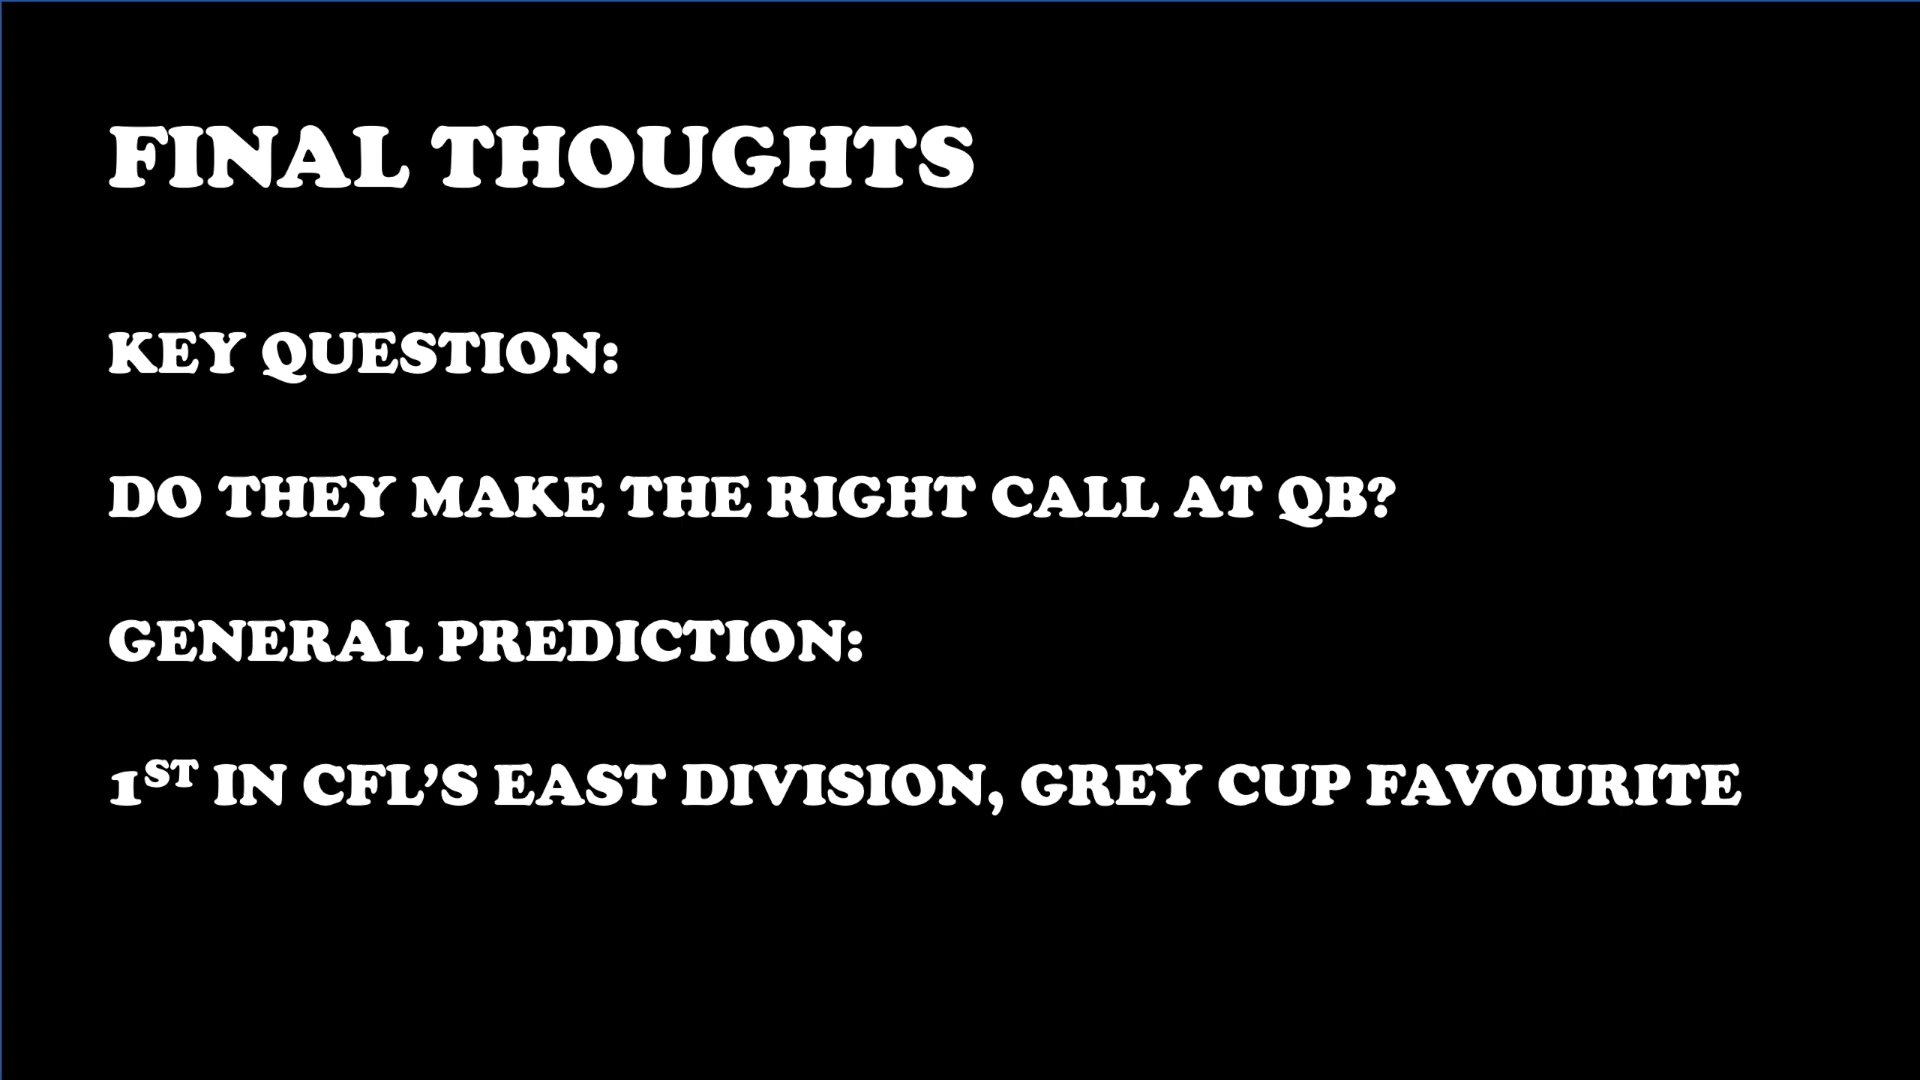 FINAL THOUGHTS
KEY QUESTION:
DO THEY MAKE THE RIGHT CALL AT QB?
GENERAL PREDICTION:
1ST IN CFL’S EAST DIVISION, GREY CUP FAVOURITE